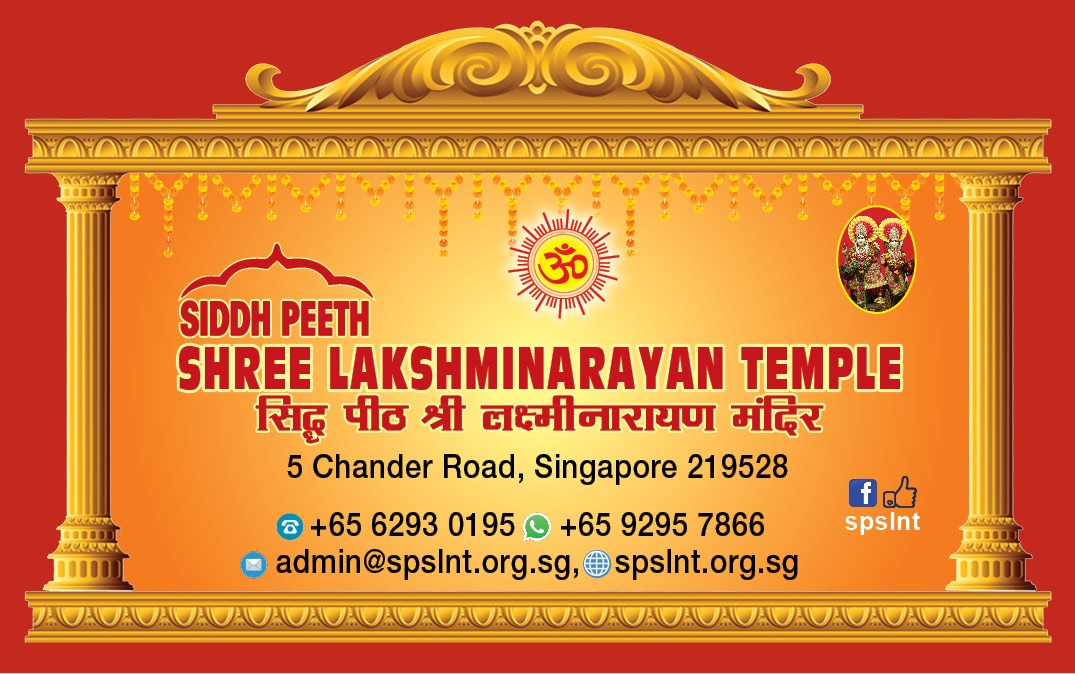 ॐ
SIDDH PEETH
SHREE LAKSHMINARAYAN TEMPLE
सिद्ध पीठ श्री लक्ष्मीनारायण मंदिर
5 Chander Road, Singapore 219528
+65 6293 0195 +65 9295 7866
admin@spslnt.org.sg, spslnt.org.sg
f
spslnt